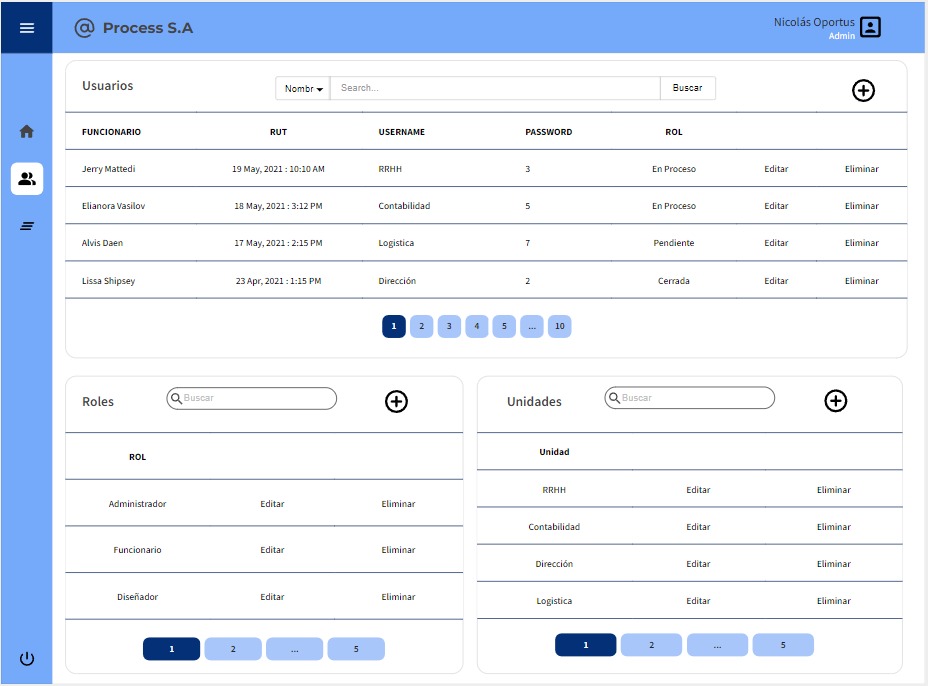 @ Process S.A
Nicolás Oportus
Admin
Usuarios
Nombr
Search...
Buscar
FUNCIONARIO RUT USERNAME PASSWORD ROL
Jerry Mattedi 19 May, 2021 : 10:10 AM RRHH 3 En Proceso Editar Eliminar
Elianora Vasilov 18 May, 2021 : 3:12 PM Contabilidad 5 En Proceso Editar Eliminar
Alvis Daen 17 May, 2021 : 2:15 PM Logistica 7 Pendiente Editar Eliminar
Lissa Shipsey 23 Apr, 2021 : 1:15 PM Dirección 2 Cerrada Editar Eliminar
1 2 3 4 5 ... 10
Roles
Buscar
ROL
Administrador Editar Eliminar
Funcionario Editar Eliminar
Diseñador Editar Eliminar
1 2 ... 5
Unidades
Buscar
Unidad
RRHH Editar Eliminar
Contabilidad Editar Eliminar
Dirección Editar Eliminar
Logistica Editar Eliminar
1 2 ... 5